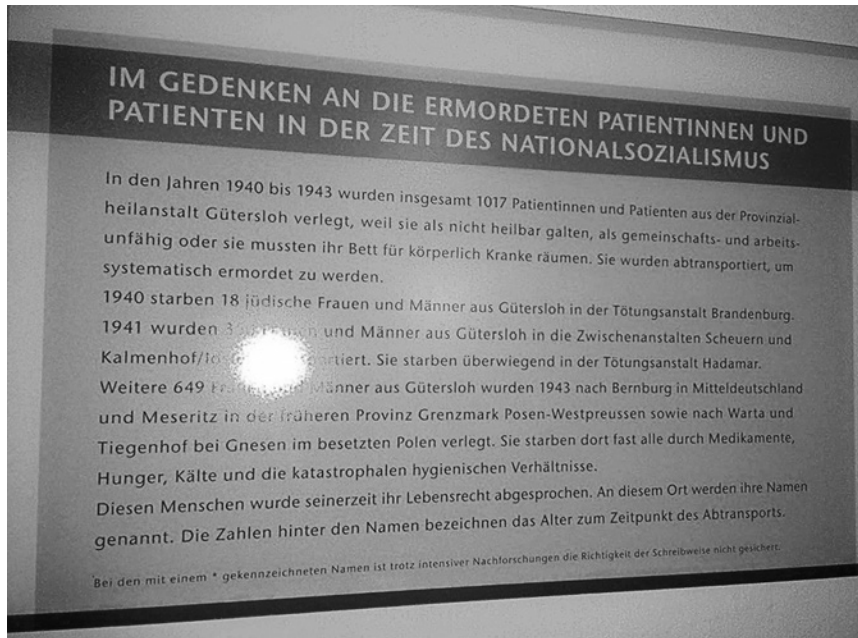 IM GEDENKEN AN DIE ERMORDETEN PATIENTINNEN UND
PATIENTEN IN DER ZEIT DES NATIONALSOZIALISMUS
In den Jahren 1940 bis 1943 wurden insgesamt 1017 Patientinnen und Patienten aus der Provinzial-
heilanstalt Gütersloh verlegt, weil sie als nicht heilbar galten, als gemeinschafts- und arbeits-
unfähig oder sie mussten ihr Bett für körperlich Kranke räumen. Sie wurden abtransportiert, um
systematisch ermordet zu werden.
1940 starben 18 jüdische Frauen und Männer aus Gütersloh in der Tötungsanstalt Brandenburg.
1941 wurden Frauen und Männer aus Gütersloh in die Zwischenanstalten Scheuern und
Sie starben überwiegend in der Tötungsanstalt Hadamar.
Weitere 649 Frauen und Männer aus Gütersloh wurden 1943 nach Bernburg in Mitteldeutschland
und Meseritz in der früheren Provinz Grenzmark Posen-Westpreussen sowie nach Warta und
Tiegenhof bei Gnesen im besetzten Polen verlegt. Sie starben dort fast alle durch Medikamente,
Hunger, Kälte und die katastrophalen hygienischen Verhältnisse.
Diesen Menschen wurde seinerzeit ihr Lebensrecht abgesprochen. An diesem Ort werden ihre Namen
genannt. Die Zahlen hinter den Namen bezeichnen das Alter zum Zeitpunkt des Abtransports.
Bei den mit einem * gekennzeichneten Namen ist trotz intensiver Nachforschungen die Richtigkeit der Schreibweise nicht gesichert.